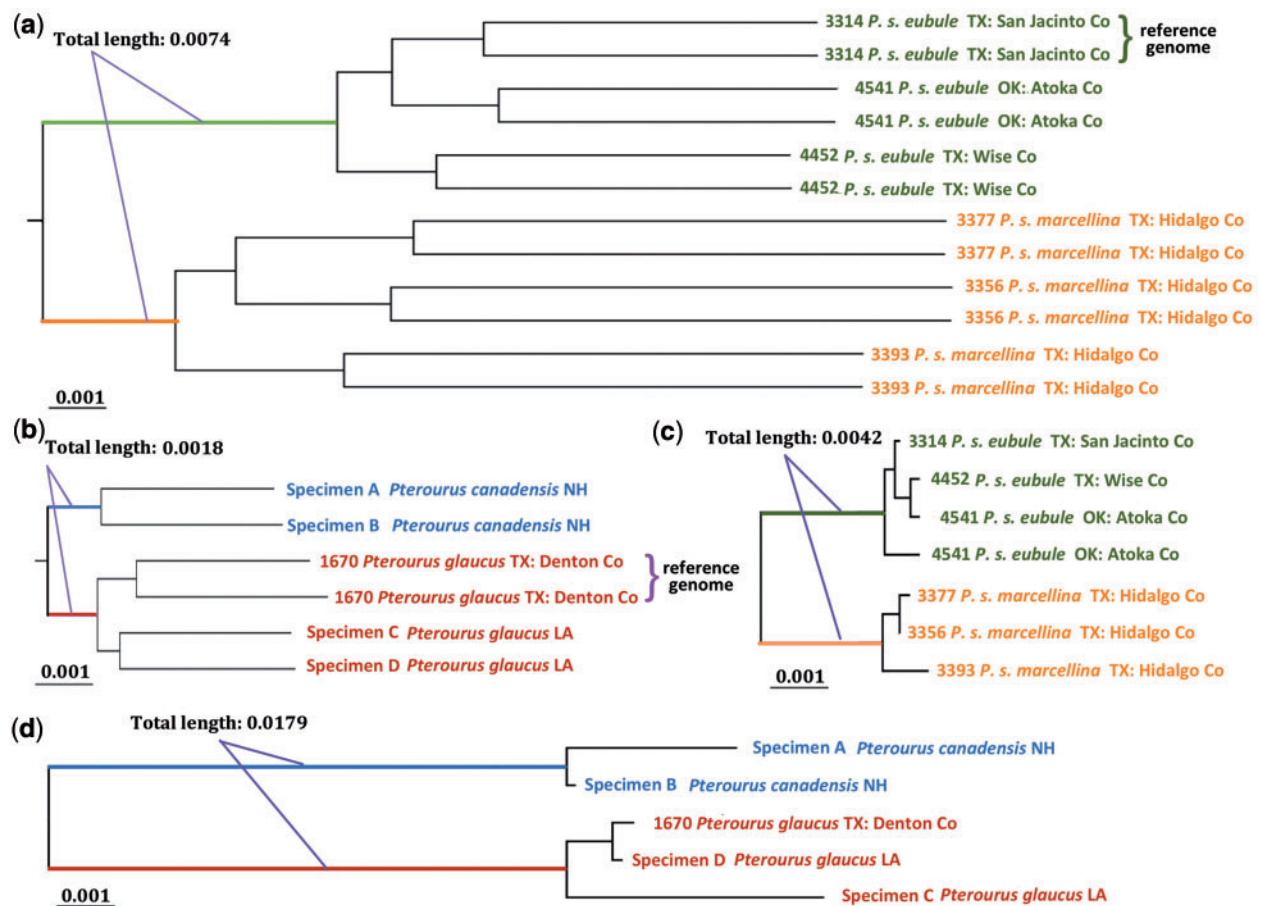 (a)
Total length: 0.0074
3314 P. s. eubule TX: San Jacinto Co
3314 P. s. eubule TX: San Jacinto Co
reference
genome
4541 P. s. eubule OK: Atoka Co
4541 P. s. eubule OK: Atoka Co
4452 P. s. eubule TX: Wise Co
4452 P. s. eubule TX: Wise Co
3377 P. s. marcellina TX: Hidalgo Co
3377 P. s. marcellina TX: Hidalgo Co
3356 P. s. marcellina TX: Hidalgo Co
3356 P. s. marcellina TX: Hidalgo Co
3393 P. s. marcellina TX: Hidalgo Co
3393 P. s. marcellina TX: Hidalgo Co
0.001
(b)
Total length: 0.0018
Specimen A Pterourus canadensis NH
Specimen B Pterourus canadensis NH
1670 Pterourus glaucus TX: Denton Co
1670 Pterourus glaucus TX: Denton Co
reference
genome
Specimen C Pterourus glaucus LA
Specimen D Pterourus glaucus LA
0.001
(c)
Total length: 0.0042
3314 P. s. eubule TX: San Jacinto Co
4452 P. s. eubule TX: Wise Co
4541 P. s. eubule OK: Atoka Co
4541 P. s. eubule OK: Atoka Co
3377 P. s. marcellina TX: Hidalgo Co
3356 P. s. marcellina TX: Hidalgo Co
3393 P. s. marcellina TX: Hidalgo Co
0.001
(d)
Total length: 0.0179
Specimen A Pterourus canadensis NH
Specimen B Pterourus canadensis NH
1670 Pterourus glaucus TX: Denton Co
Specimen D Pterourus glaucus LA
Specimen C Pterourus glaucus LA
0.001